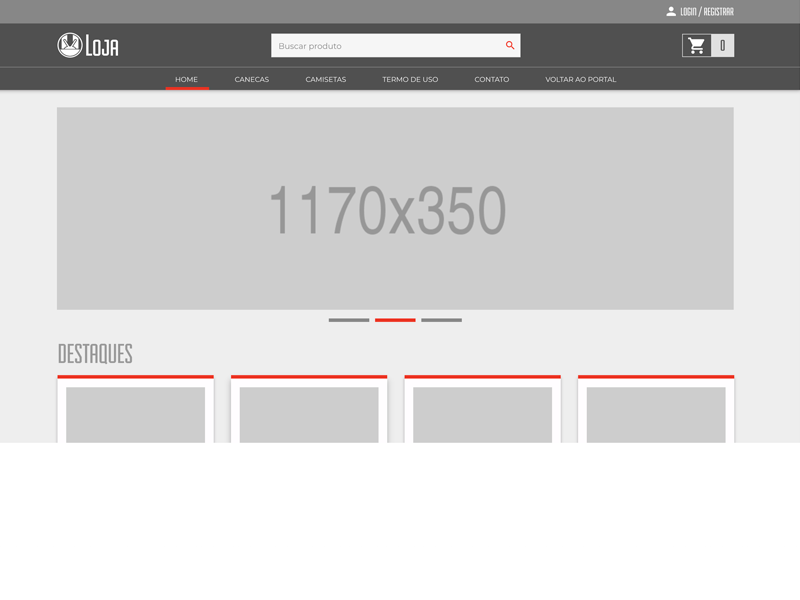 LOGIN / REGISTRAR
LOJA
Buscar produto
0
HOME CANECAS CAMISETAS TERMO DE USO CONTATO VOLTAR AO PORTAL
1170x350
DESTAQUES